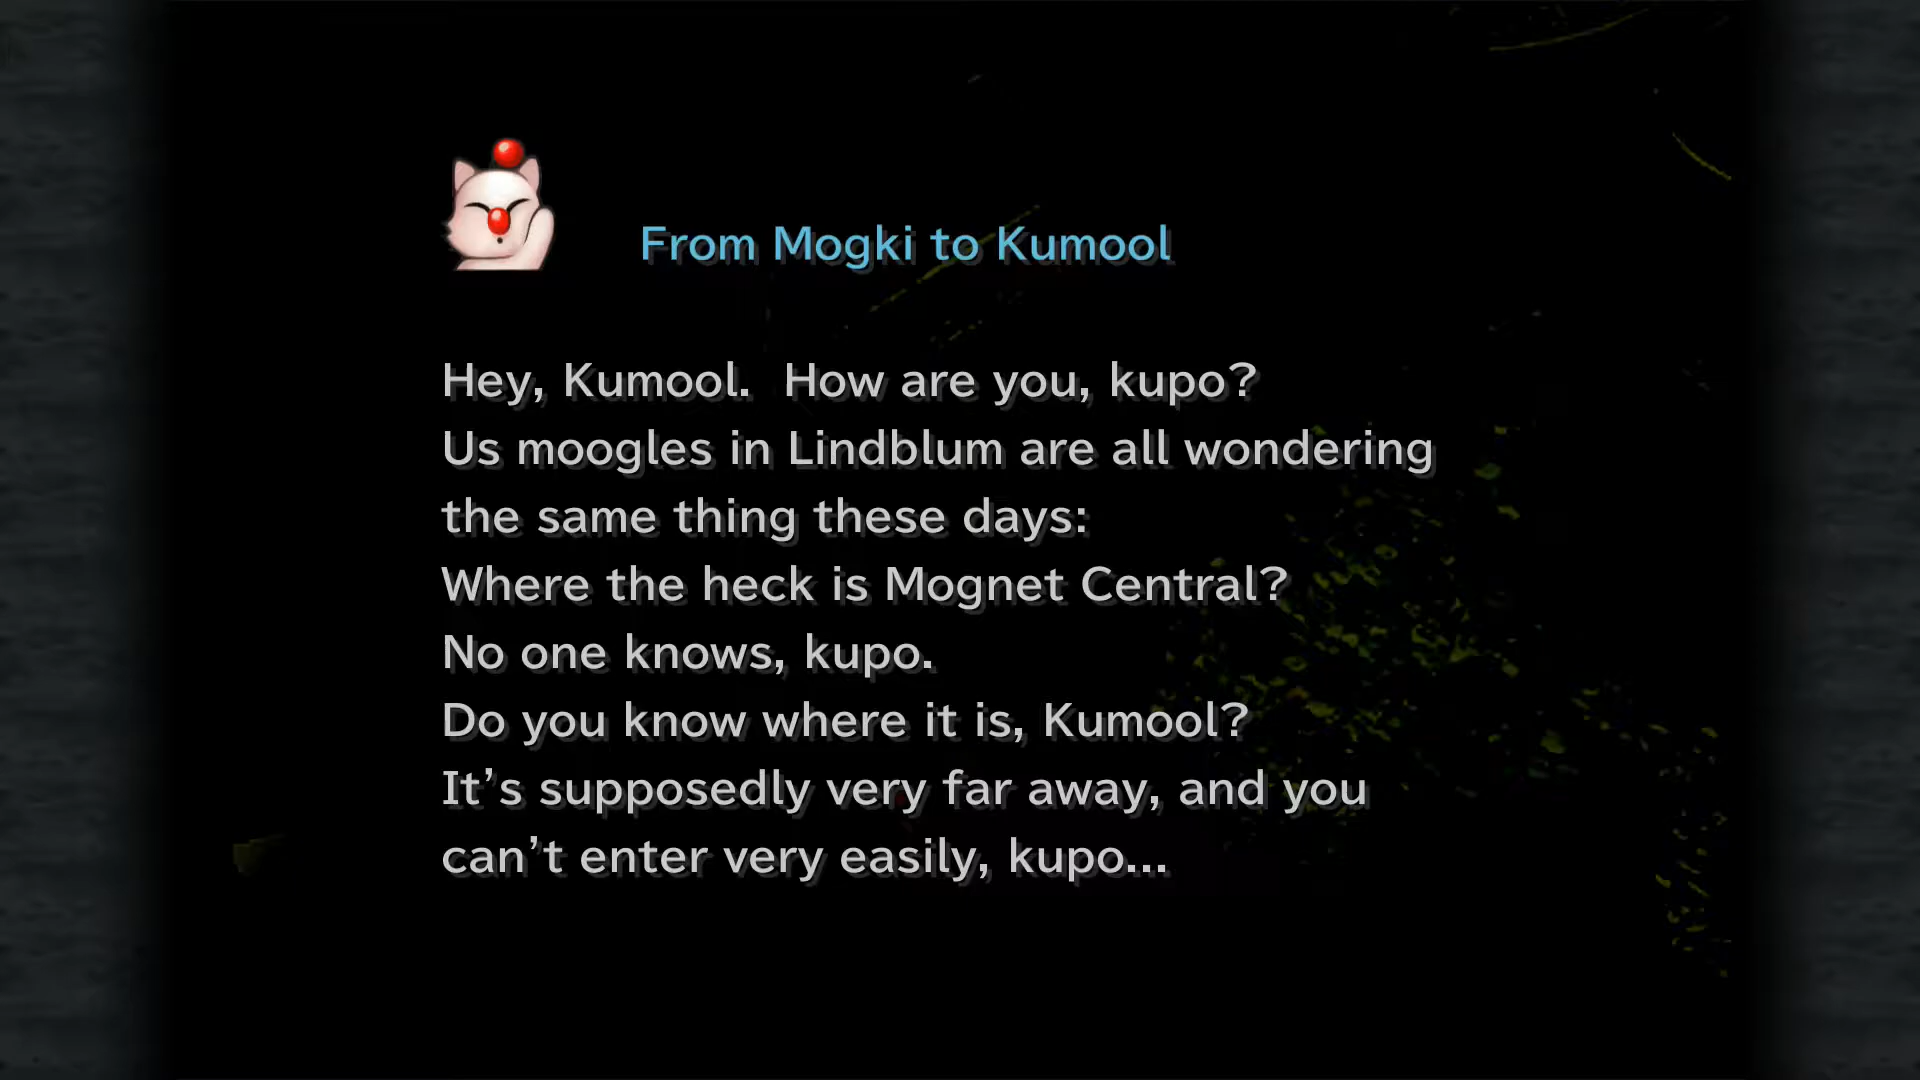 From Mogki to Kumool
Hey, Kumool.  How are you, kupo?
Us moogles in Lindblum are all wondering
the same thing these days:
Where the heck is Mognet Central?
No one knows, kupo.
Do you know where it is, Kumool?
It’s supposedly very far away, and you
can’t enter very easily, kupo...